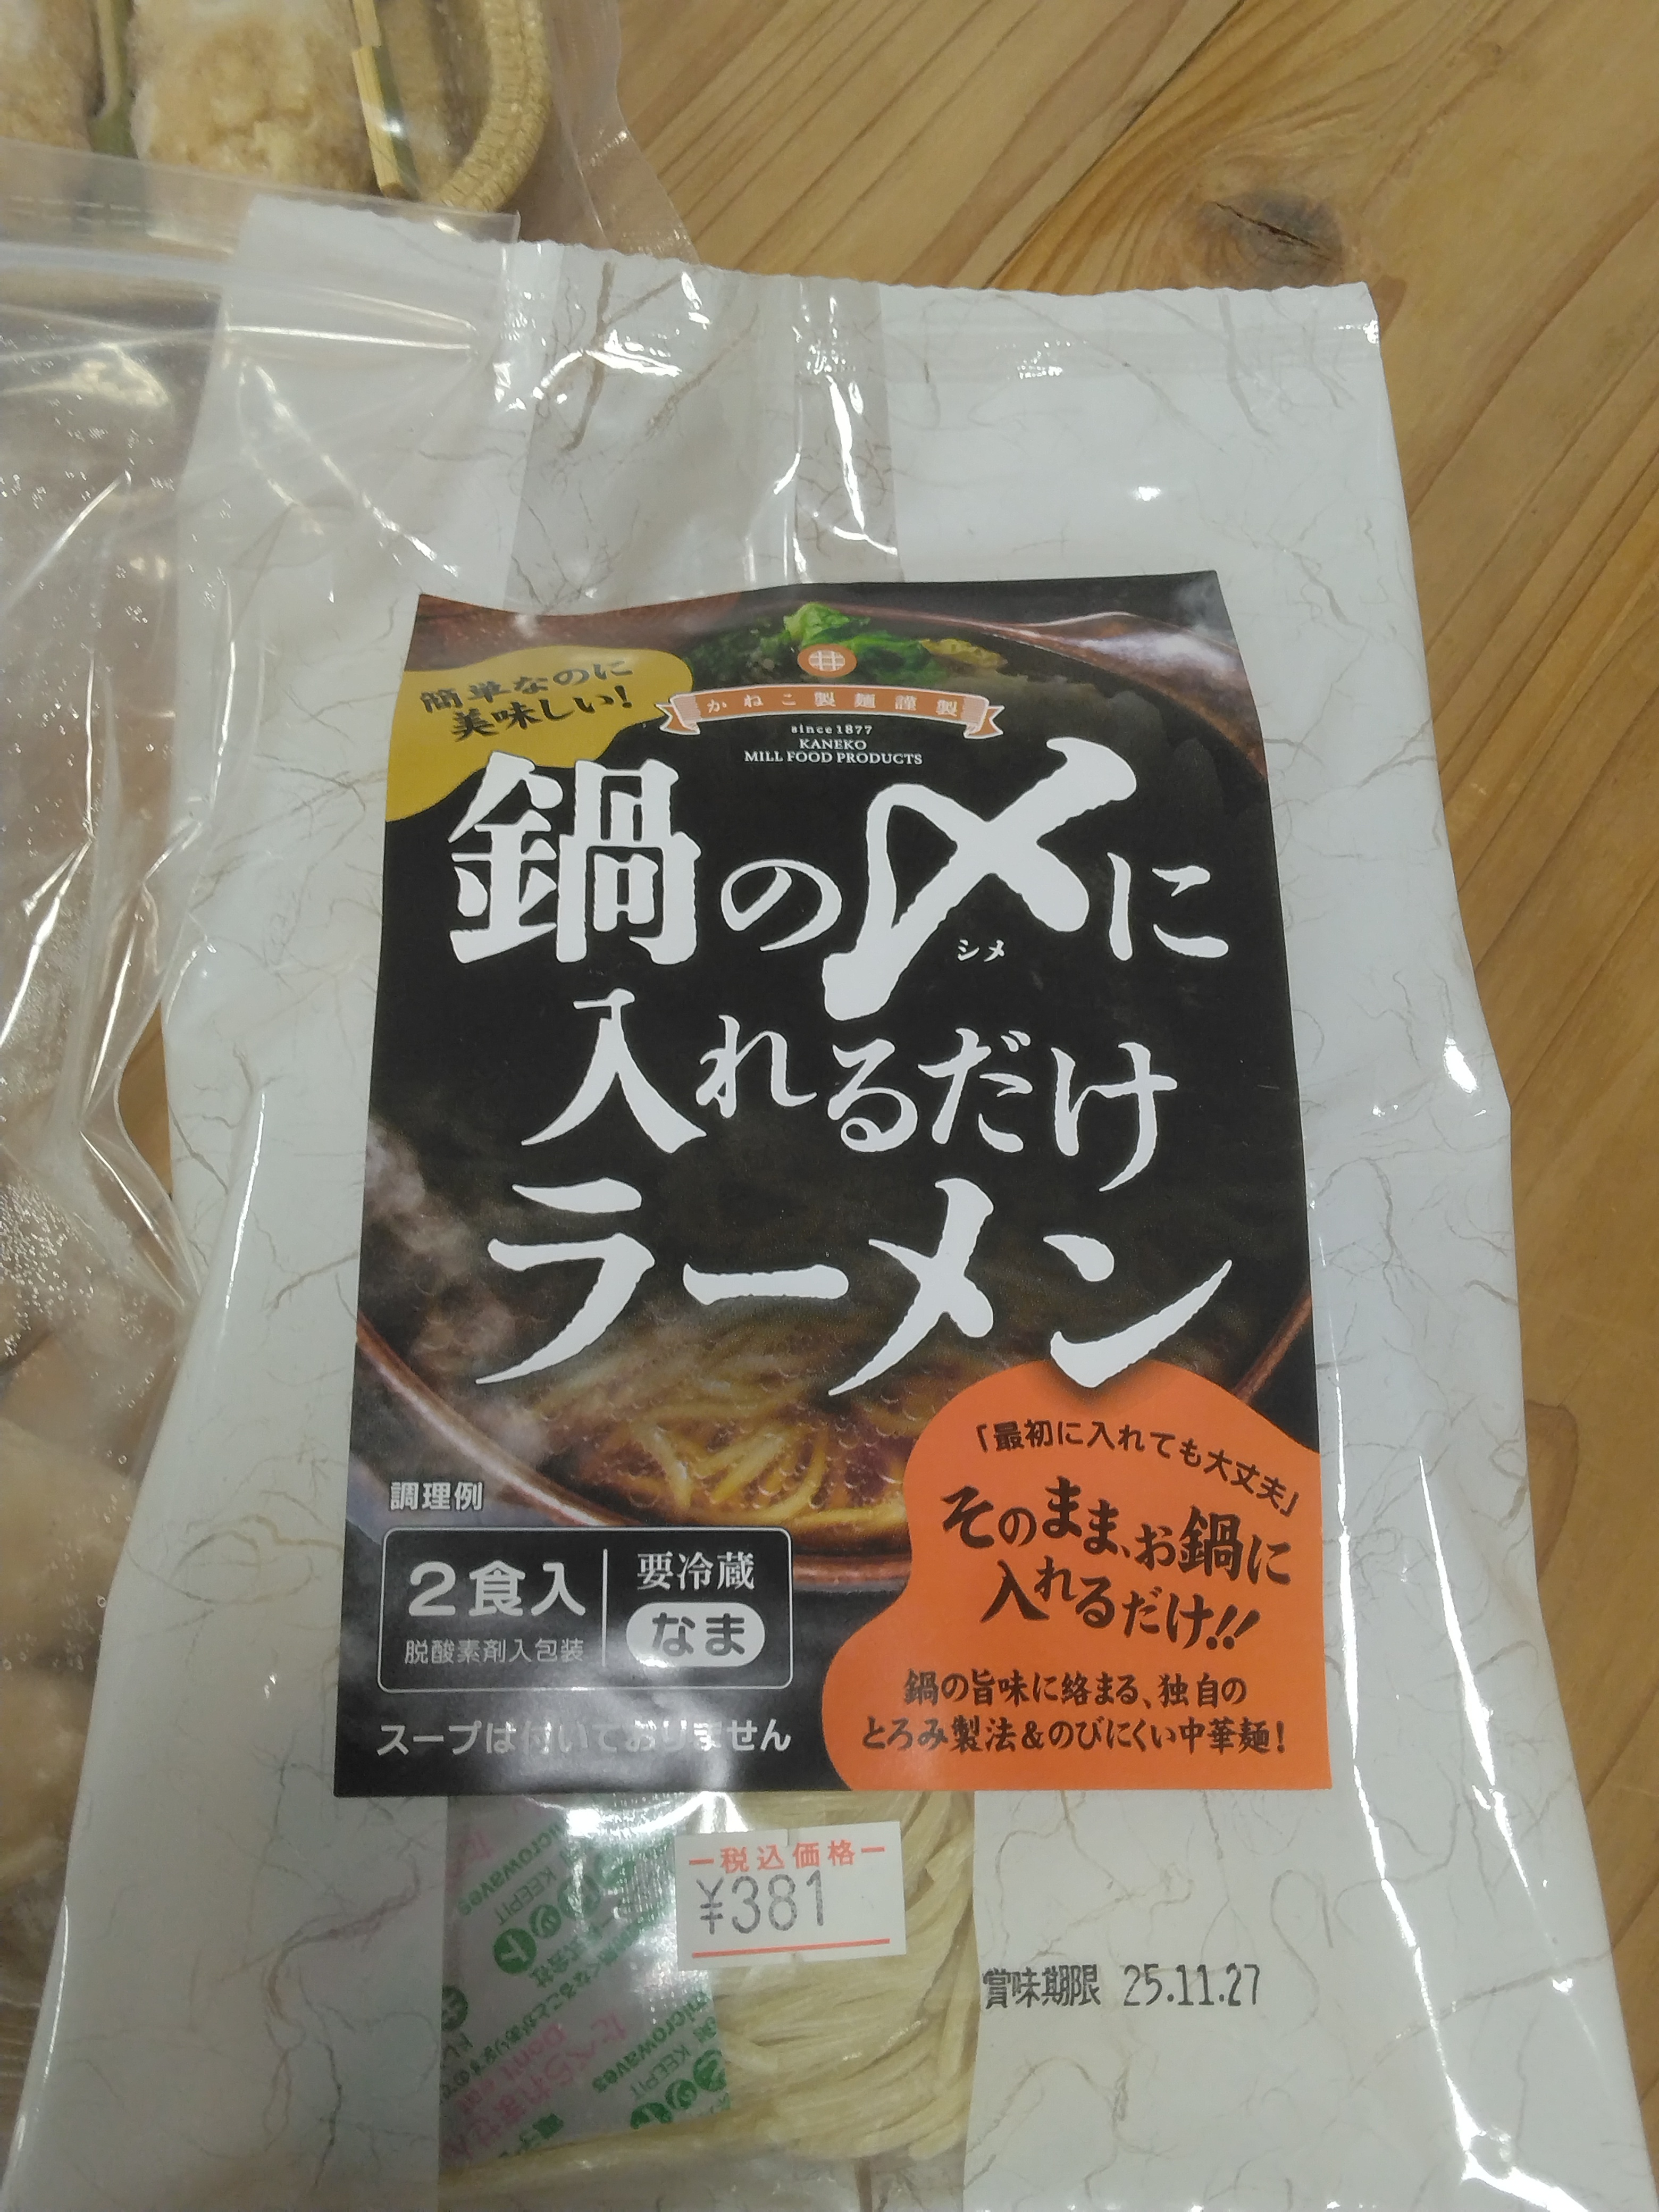 簡単なのに
美味しい!
かねこ製麺謹製
since 1877
KANEKO
MILL FOOD PRODUCTS
鍋の〆に
シメ
入れるだけ
ラーメン
「最初に入れても大丈夫」
そのまま、お鍋に
入れるだけ!!
鍋の旨味に絡まる、独自の
とろみ製法&のびにくい中華麺!
調理例
2食入
脱酸素剤入包装
要冷蔵
なま
スープは付いておりません
税込価格
¥381
賞味期限 25.11.27
microwaves
KEEPIT
microwaves
KEEPIT